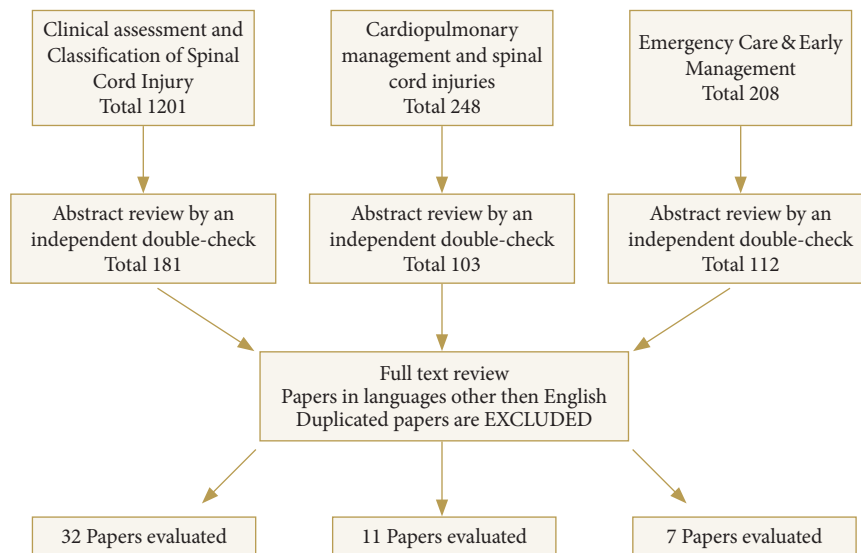 Clinical assessment and
Classification of Spinal
Cord Injury
Total 1201
Cardiopulmonary
management and spinal
cord injuries
Total 248
Emergency Care & Early
Management
Total 208
Abstract review by an
independent double-check
Total 181
Abstract review by an
independent double-check
Total 103
Abstract review by an
independent double-check
Total 112
Full text review
Papers in languages other then English
Duplicated papers are EXCLUDED
32 Papers evaluated
11 Papers evaluated
7 Papers evaluated